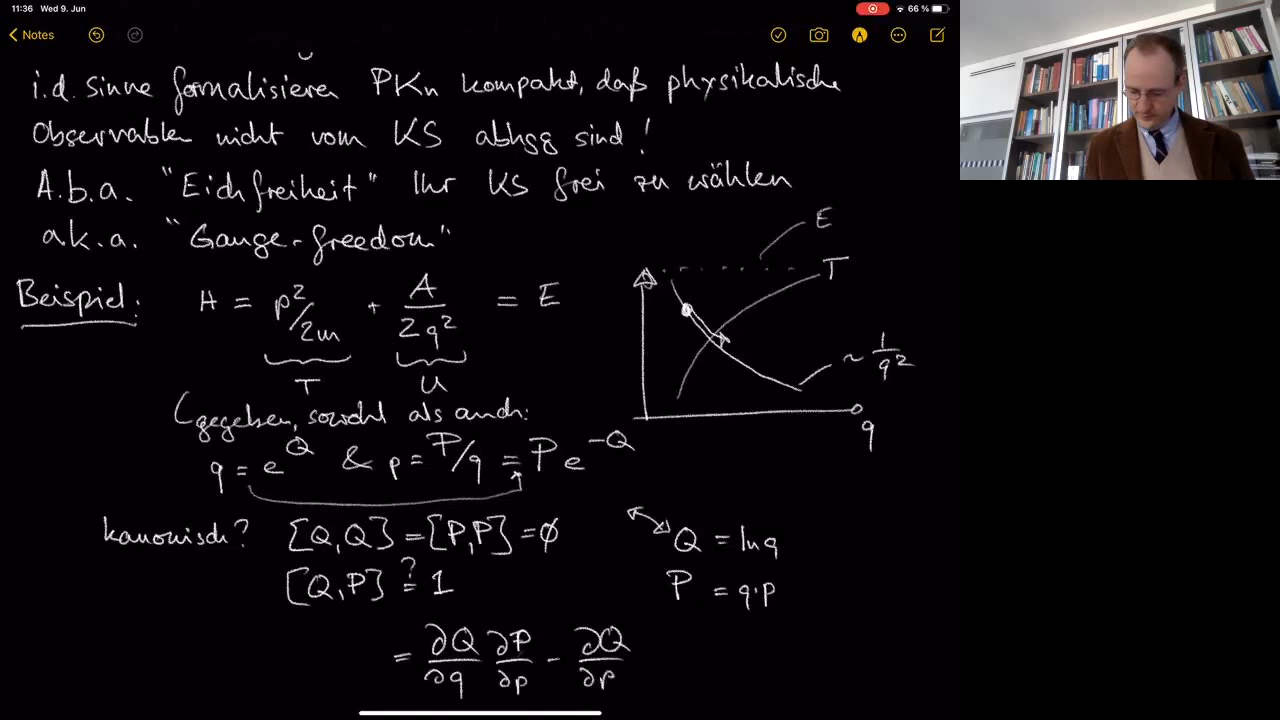 11:36 Wed 9. Jun
66 %
Notes
i.d. Sinne formalisieren PKn kompakt, daß physikalische
Observablen nicht vom KS abhgg sind!
A.b.a. "Eichfreiheit" Ihr KS frei zu wählen
a.k.a. "Gauge-freedom"
Beispiel: H = p²/2m + A/2q² = E
T U
(gegeben, sowohl als auch:
q = e^Q & p = P/q = P e^-Q
kanonisch? [Q,Q] = [P,P] = ∅
[Q,P] ?= 1
= ∂Q/∂q ∂P/∂p - ∂Q/∂p
E
T
~ 1/q²
q
Q = ln q
P = q·p